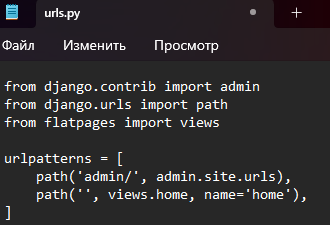 urls.py
Файл Изменить Просмотр
from django.contrib import admin
from django.urls import path
from flatpages import views
urlpatterns = [
    path('admin/', admin.site.urls),
    path('', views.home, name='home'),
]